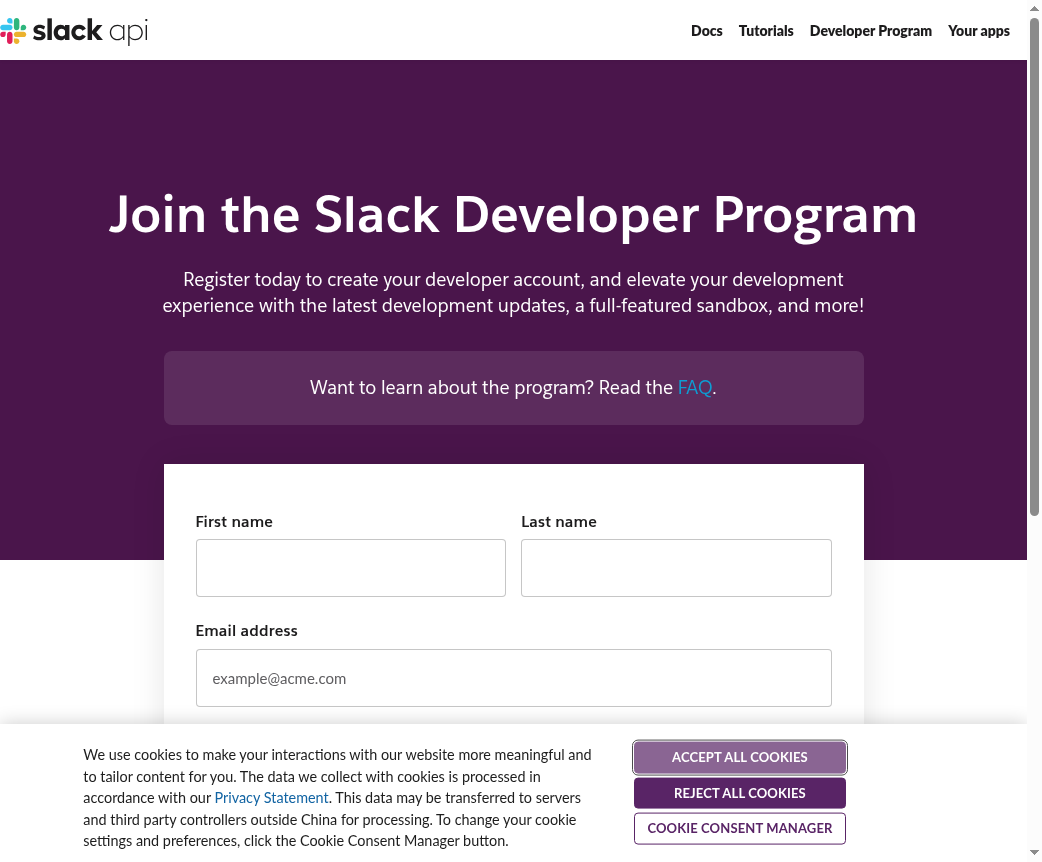 slack api
Docs Tutorials Developer Program Your apps
Join the Slack Developer Program
Register today to create your developer account, and elevate your development
experience with the latest development updates, a full-featured sandbox, and more!
Want to learn about the program? Read the FAQ.
First name
Last name
Email address
example@acme.com
We use cookies to make your interactions with our website more meaningful and
to tailor content for you. The data we collect with cookies is processed in
accordance with our Privacy Statement. This data may be transferred to servers
and third party controllers outside China for processing. To change your cookie
settings and preferences, click the Cookie Consent Manager button.
ACCEPT ALL COOKIES
REJECT ALL COOKIES
COOKIE CONSENT MANAGER